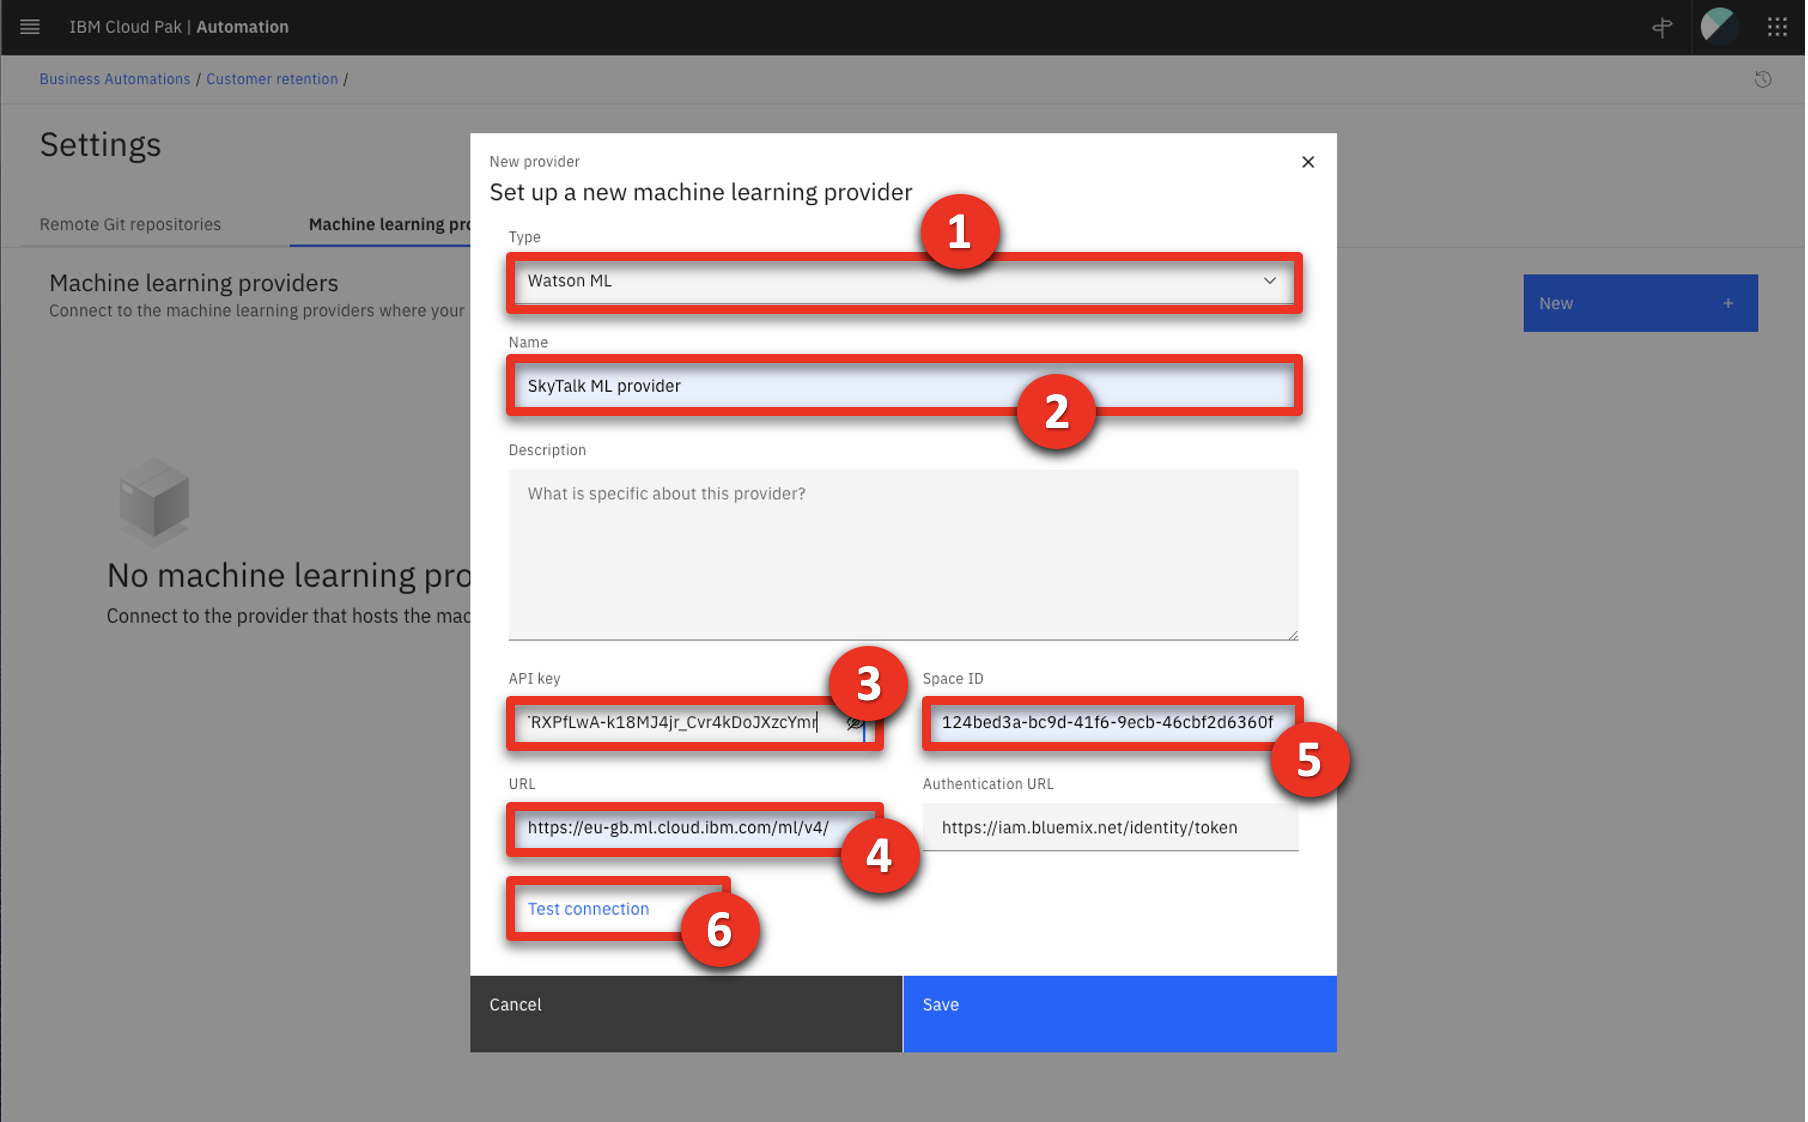 IBM Cloud Pak | Automation
Business Automations / Customer retention /
Settings
Remote Git repositories
Machine learning pro
Machine learning providers
Connect to the machine learning providers where your
New +
No machine learning pro
Connect to the provider that hosts the mac
New provider
Set up a new machine learning provider
1
Type
Watson ML
Name
SkyTalk ML provider
2
Description
What is specific about this provider?
3
API key
RXPfLwA-k18MJ4jr_Cvr4kDoJXzcYmr
Space ID
124bed3a-bc9d-41f6-9ecb-46cbf2d6360f
5
URL
https://eu-gb.ml.cloud.ibm.com/ml/v4/
4
Authentication URL
https://iam.bluemix.net/identity/token
Test connection
6
Cancel
Save